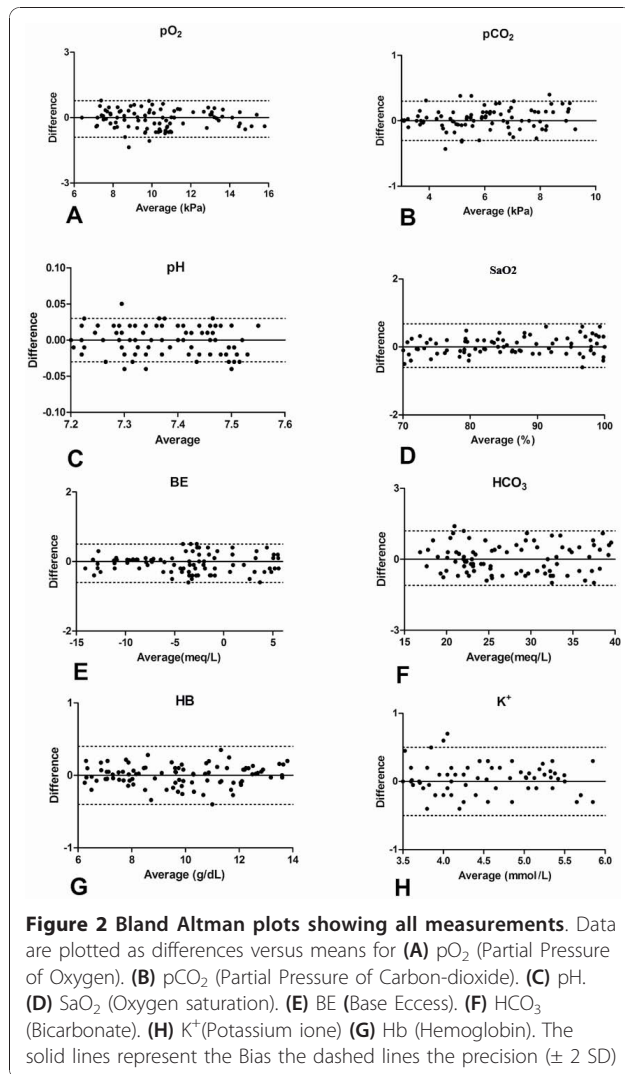 pO₂
3
0
-3
Difference
6 8 10 12 14 16
Average (kPa)
A
pCO₂
1
0
-1
Difference
4 6 8 10
Average (kPa)
B
pH
0.10
0.05
0.00
-0.05
-0.10
Difference
7.2 7.3 7.4 7.5 7.6
Average
C
SaO2
2
0
-2
Difference
70 80 90 100
Average (%)
D
BE
2
0
-2
Difference
-15 -10 -5 0 5
Average(meq/L)
E
HCO₃
3
0
-3
Difference
15 20 25 30 35 40
Average(meq/L)
F
HB
1
0
-1
Difference
6 8 10 12 14
Average (g/dL)
G
K⁺
1
0
-1
Difference
3.5 4.0 4.5 5.0 5.5 6.0
Average (mmol/L)
H
Figure 2 Bland Altman plots showing all measurements. Data
are plotted as differences versus means for (A) pO₂ (Partial Pressure
of Oxygen). (B) pCO₂ (Partial Pressure of Carbon-dioxide). (C) pH.
(D) SaO₂ (Oxygen saturation). (E) BE (Base Eccess). (F) HCO₃
(Bicarbonate). (H) K⁺(Potassium ione) (G) Hb (Hemoglobin). The
solid lines represent the Bias the dashed lines the precision (± 2 SD)